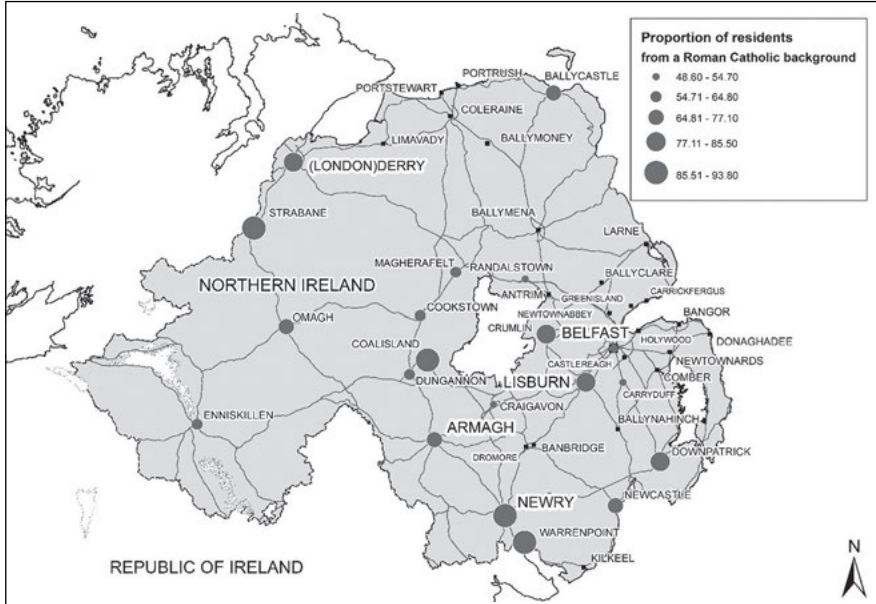 Proportion of residents
from a Roman Catholic background
48.60 - 54.70
54.71 - 64.80
64.81 - 77.10
77.11 - 85.50
85.51 - 93.80
PORTRUSH
BALLYCASTLE
PORTSTEWART
COLERAINE
LIMAVADY
BALLYMONEY
(LONDON)DERRY
STRABANE
BALLYMENA
LARNE
MAGHERAFELT
RANDALSTOWN
BALLYCLARE
NORTHERN IRELAND
ANTRIM
GREENISLAND
CARRICKFERGUS
COOKSTOWN
NEWTOWNABBEY
BANGOR
OMAGH
CRUMLIN
BELFAST
HOLYWOOD
DONAGHADEE
COALISLAND
CASTLEREAGH
NEWTOWNARDS
DUNGANNON
LISBURN
COMBER
CARRYDUFF
CRAIGAVON
ENNISKILLEN
BALLYNAHINCH
ARMAGH
DROMORE
BANBRIDGE
DOWNPATRICK
NEWRY
NEWCASTLE
WARRENPOINT
KILKEEL
REPUBLIC OF IRELAND
N